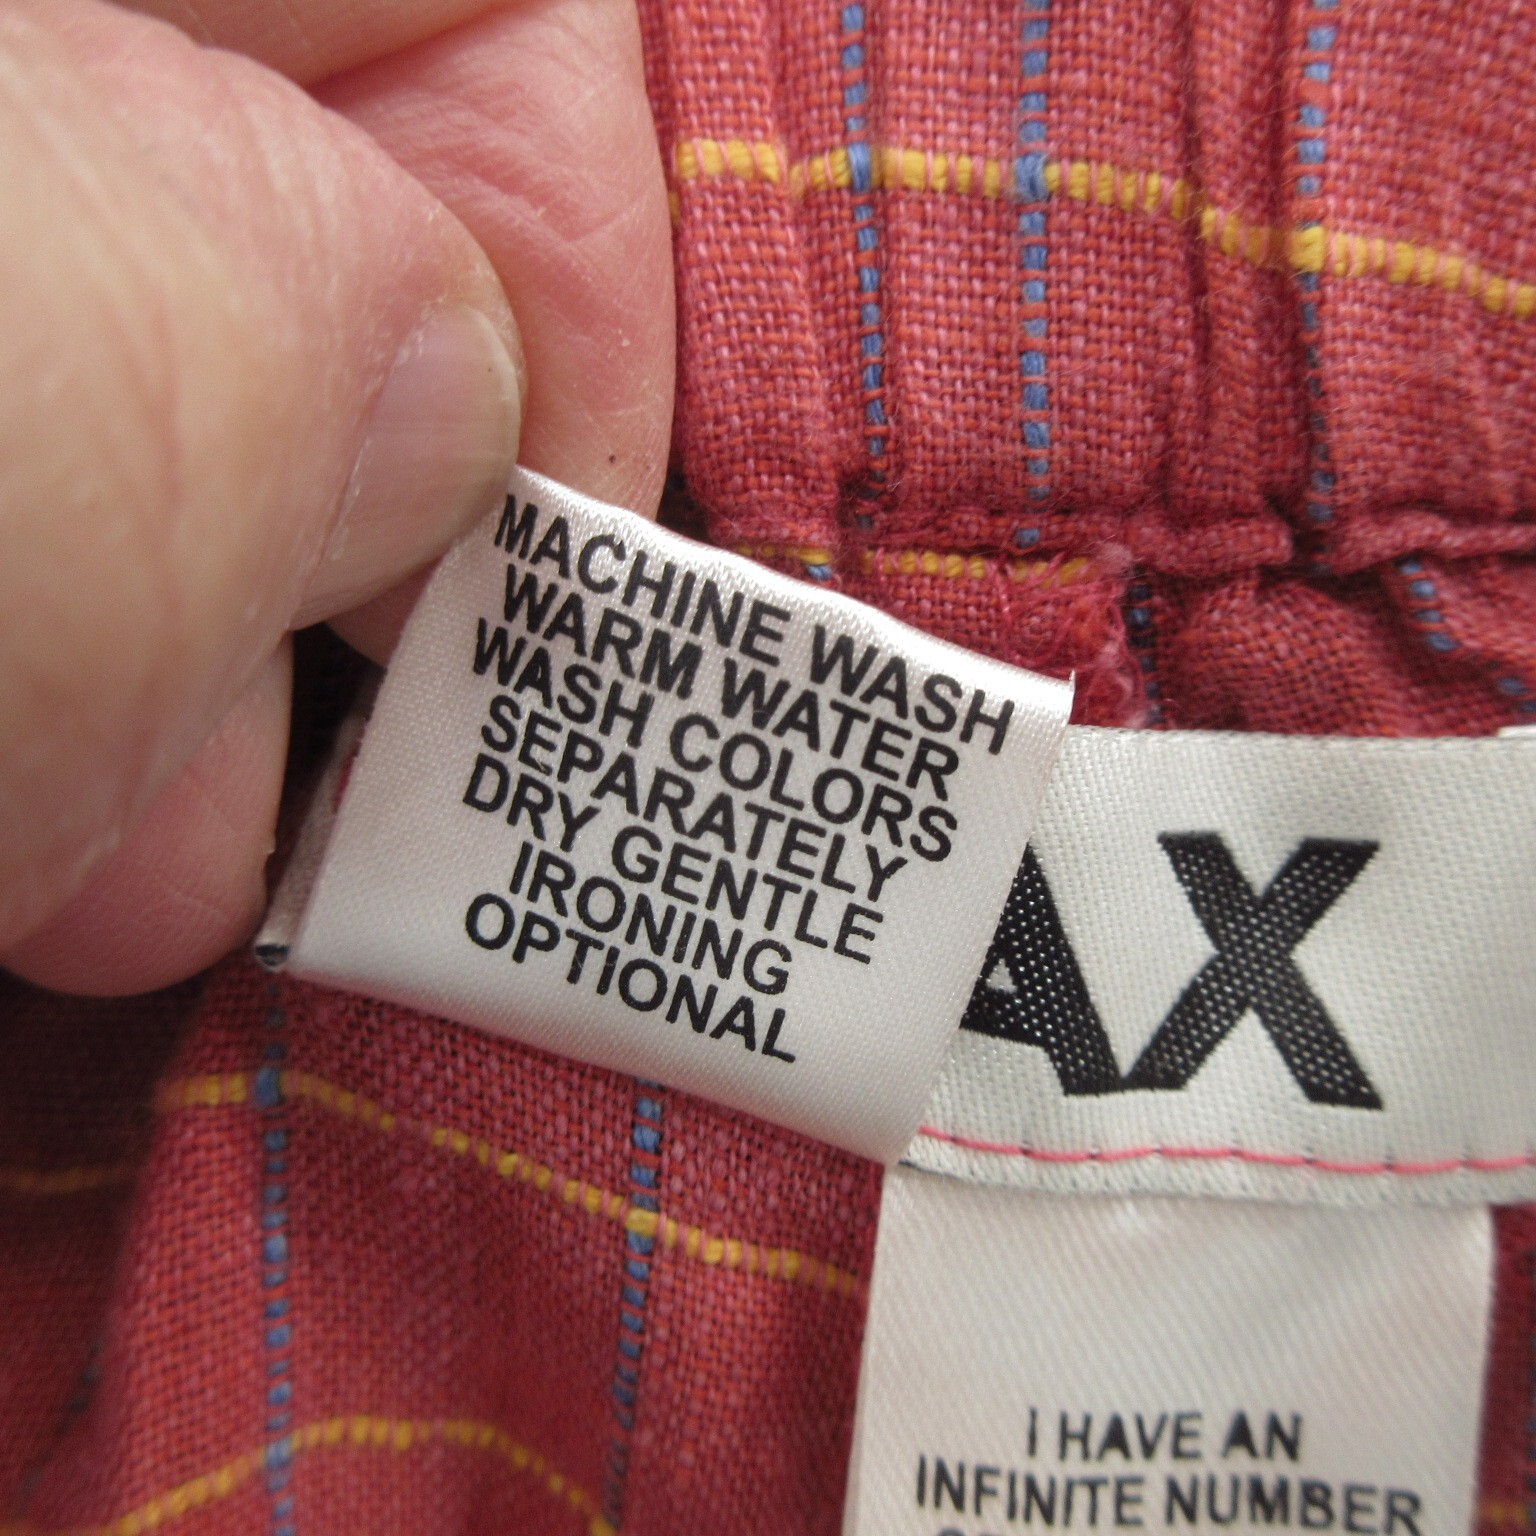 MACHINE WASH
WARM WATER
WASH COLORS
SEPARATELY
DRY GENTLE
IRONING
OPTIONAL
AX
I HAVE AN
INFINITE NUMBER